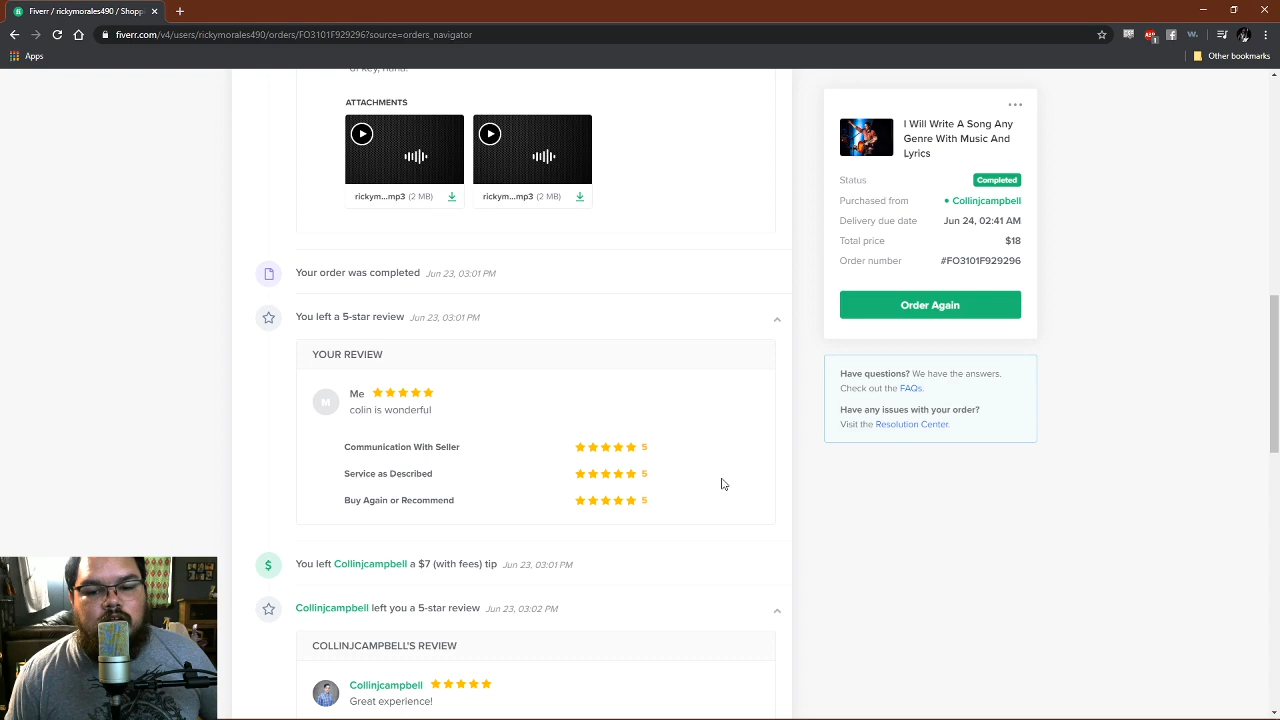 Fiverr / rickymorales490 / Shoppi
fiverr.com/v4/users/rickymorales490/orders/FO3101F929296?source=orders_navigator
Apps
Other bookmarks
ATTACHMENTS
rickym...mp3 (2 MB)
rickym...mp3 (2 MB)
Your order was completed Jun 23, 03:01 PM
You left a 5-star review Jun 23, 03:01 PM
YOUR REVIEW
M
Me
colin is wonderful
Communication With Seller 5
Service as Described 5
Buy Again or Recommend 5
$
You left Collinjcampbell a $7 (with fees) tip Jun 23, 03:01 PM
Collinjcampbell left you a 5-star review Jun 23, 03:02 PM
COLLINJCAMPBELL'S REVIEW
Collinjcampbell
Great experience!
I Will Write A Song Any
Genre With Music And
Lyrics
Status Completed
Purchased from Collinjcampbell
Delivery due date Jun 24, 02:41 AM
Total price $18
Order number #FO3101F929296
Order Again
Have questions? We have the answers.
Check out the FAQs.
Have any issues with your order?
Visit the Resolution Center.